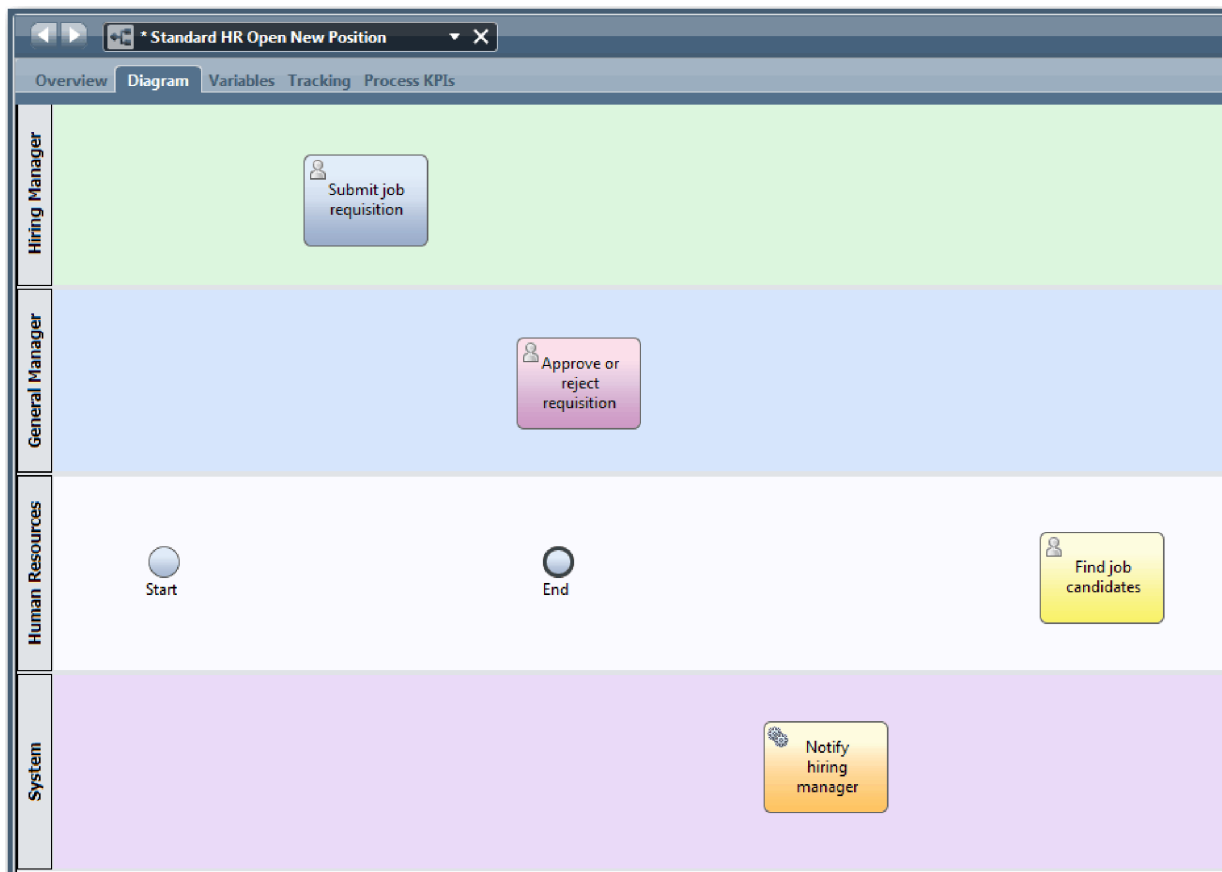 * Standard HR Open New Position
Overview Diagram Variables Tracking Process KPIs
Hiring Manager
Submit job
requisition
General Manager
Approve or
reject
requisition
Human Resources
Start
End
Find job
candidates
System
Notify
hiring
manager